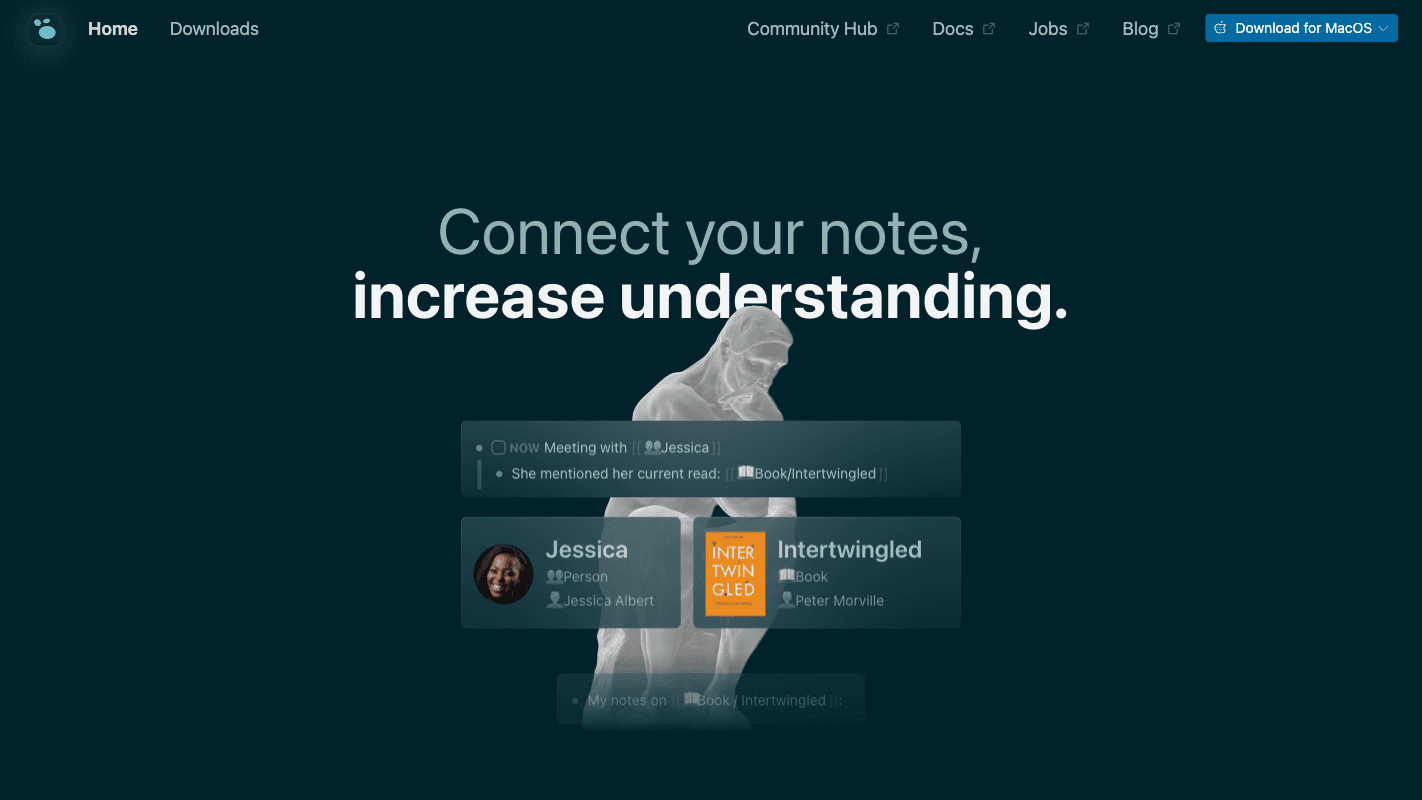 Home Downloads Community Hub Docs Jobs Blog Download for MacOS
Connect your notes,
increase understanding.
NOW Meeting with [[👥Jessica]]
She mentioned her current read: [[📖Book/Intertwingled]]
Jessica
👥Person
👤Jessica Albert
INTER
TWIN
GLED
Intertwingled
📖Book
👤Peter Morville
My notes on [[📖Book / Intertwingled]]: